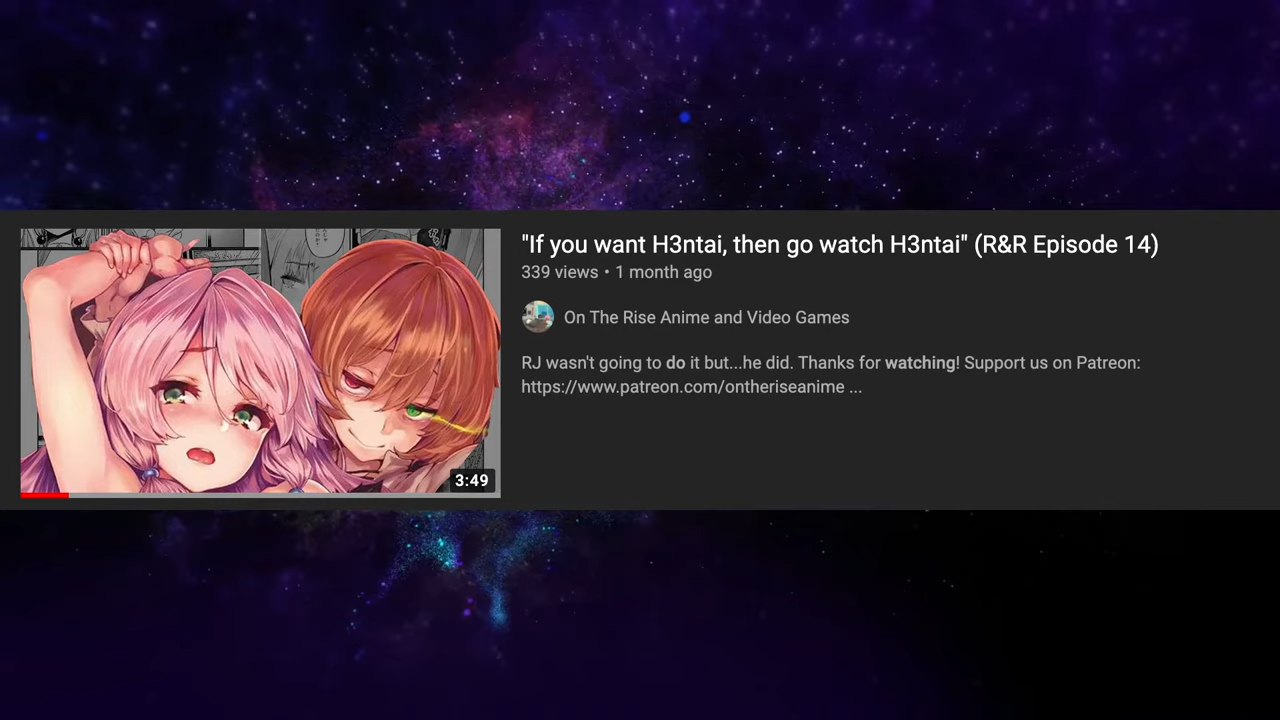 "If you want H3ntai, then go watch H3ntai" (R&R Episode 14)
339 views • 1 month ago
On The Rise Anime and Video Games
RJ wasn't going to do it but...he did. Thanks for watching! Support us on Patreon:
https://www.patreon.com/ontheriseanime ...
3:49